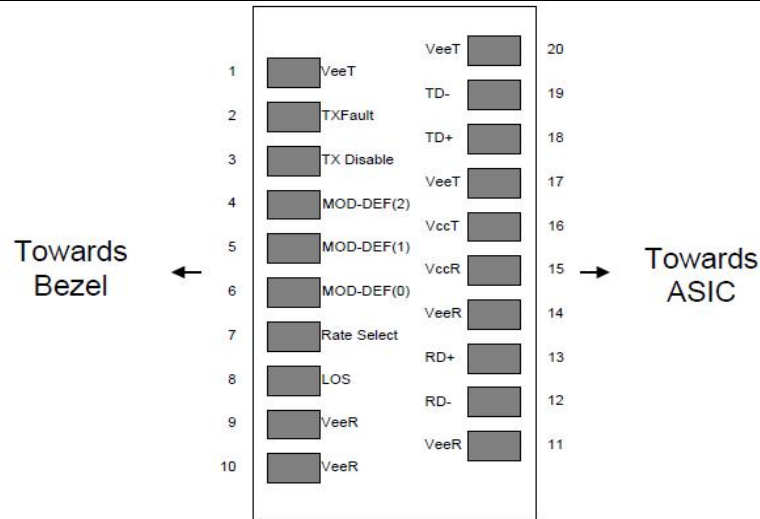 VeeT 20
1 VeeT
TD- 19
2 TXFault
TD+ 18
3 TX Disable
VeeT 17
4 MOD-DEF(2)
VccT 16
5 MOD-DEF(1)
Towards
Bezel
VccR 15
Towards
ASIC
6 MOD-DEF(0)
VeeR 14
7 Rate Select
RD+ 13
8 LOS
RD- 12
9 VeeR
VeeR 11
10 VeeR